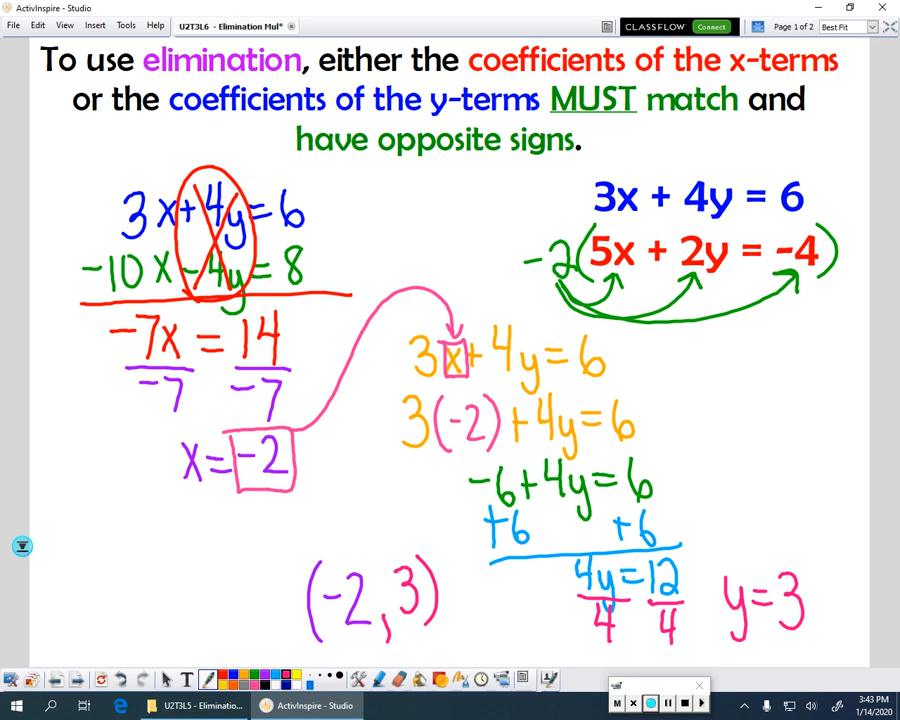 ActivInspire - Studio
File Edit View Insert Tools Help U2T3L6 - Elimination Mul* CLASSFLOW Connect Page 1 of 2 Best Fit
To use elimination, either the coefficients of the x-terms
or the coefficients of the y-terms MUST match and
have opposite signs.
3x+4y=6
-10x-4y=8
-7x=14
-7 -7
x=-2
3x + 4y = 6
-2(5x + 2y = -4)
3x+4y=6
3(-2)+4y=6
-6+4y=6
+6 +6
4y=12
4 4
y=3
(-2,3)
U2T3L5 - Eliminatio...
ActivInspire - Studio
M
3:43 PM
1/14/2020